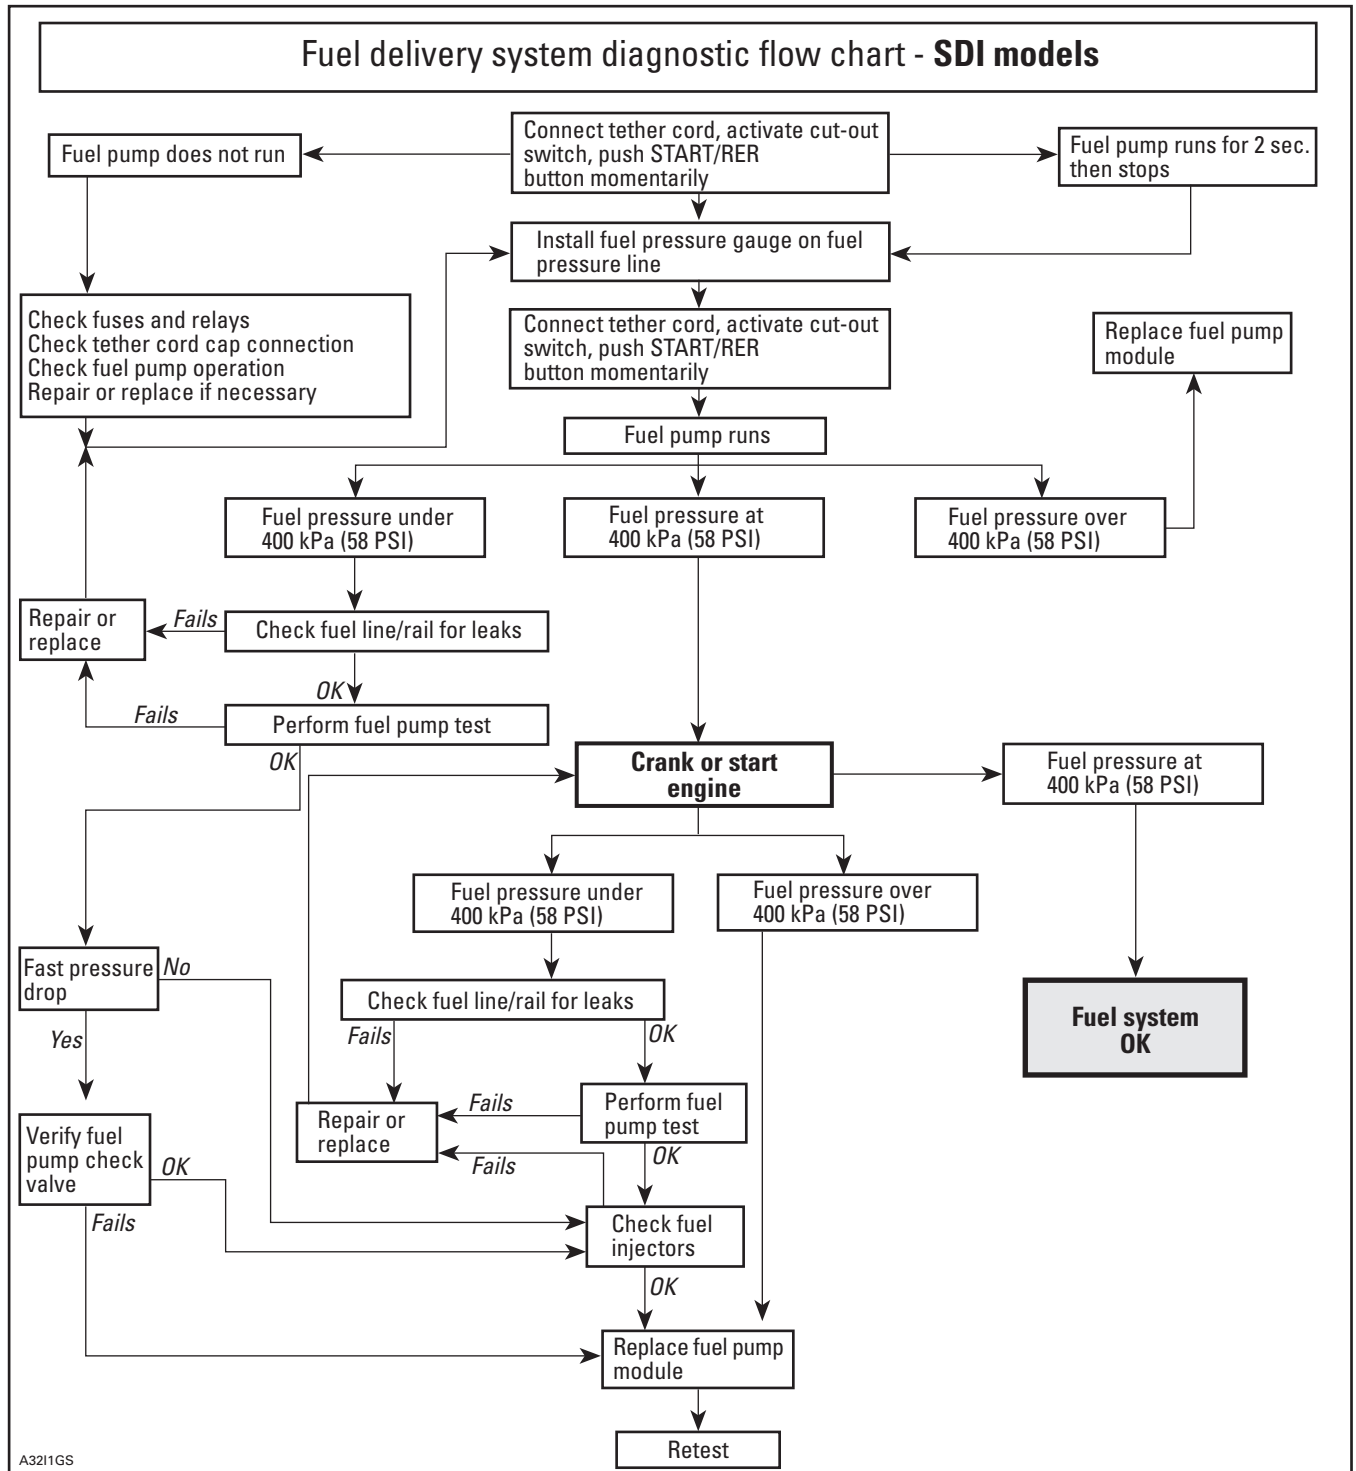 Fuel delivery system diagnostic flow chart - SDI models
Fuel pump does not run
Connect tether cord, activate cut-out
switch, push START/RER
button momentarily
Fuel pump runs for 2 sec.
then stops
Install fuel pressure gauge on fuel
pressure line
Check fuses and relays
Check tether cord cap connection
Check fuel pump operation
Repair or replace if necessary
Connect tether cord, activate cut-out
switch, push START/RER
button momentarily
Replace fuel pump
module
Fuel pump runs
Fuel pressure under
400 kPa (58 PSI)
Fuel pressure at
400 kPa (58 PSI)
Fuel pressure over
400 kPa (58 PSI)
Repair or
replace
Fails
Check fuel line/rail for leaks
OK
Fails
Perform fuel pump test
OK
Crank or start
engine
Fuel pressure at
400 kPa (58 PSI)
Fuel pressure under
400 kPa (58 PSI)
Fuel pressure over
400 kPa (58 PSI)
Fast pressure
drop
No
Check fuel line/rail for leaks
Fuel system
OK
Yes
Fails
OK
Verify fuel
pump check
valve
OK
Repair or
replace
Fails
Perform fuel
pump test
Fails
OK
Fails
Check fuel
injectors
OK
Replace fuel pump
module
Retest
A32I1GS